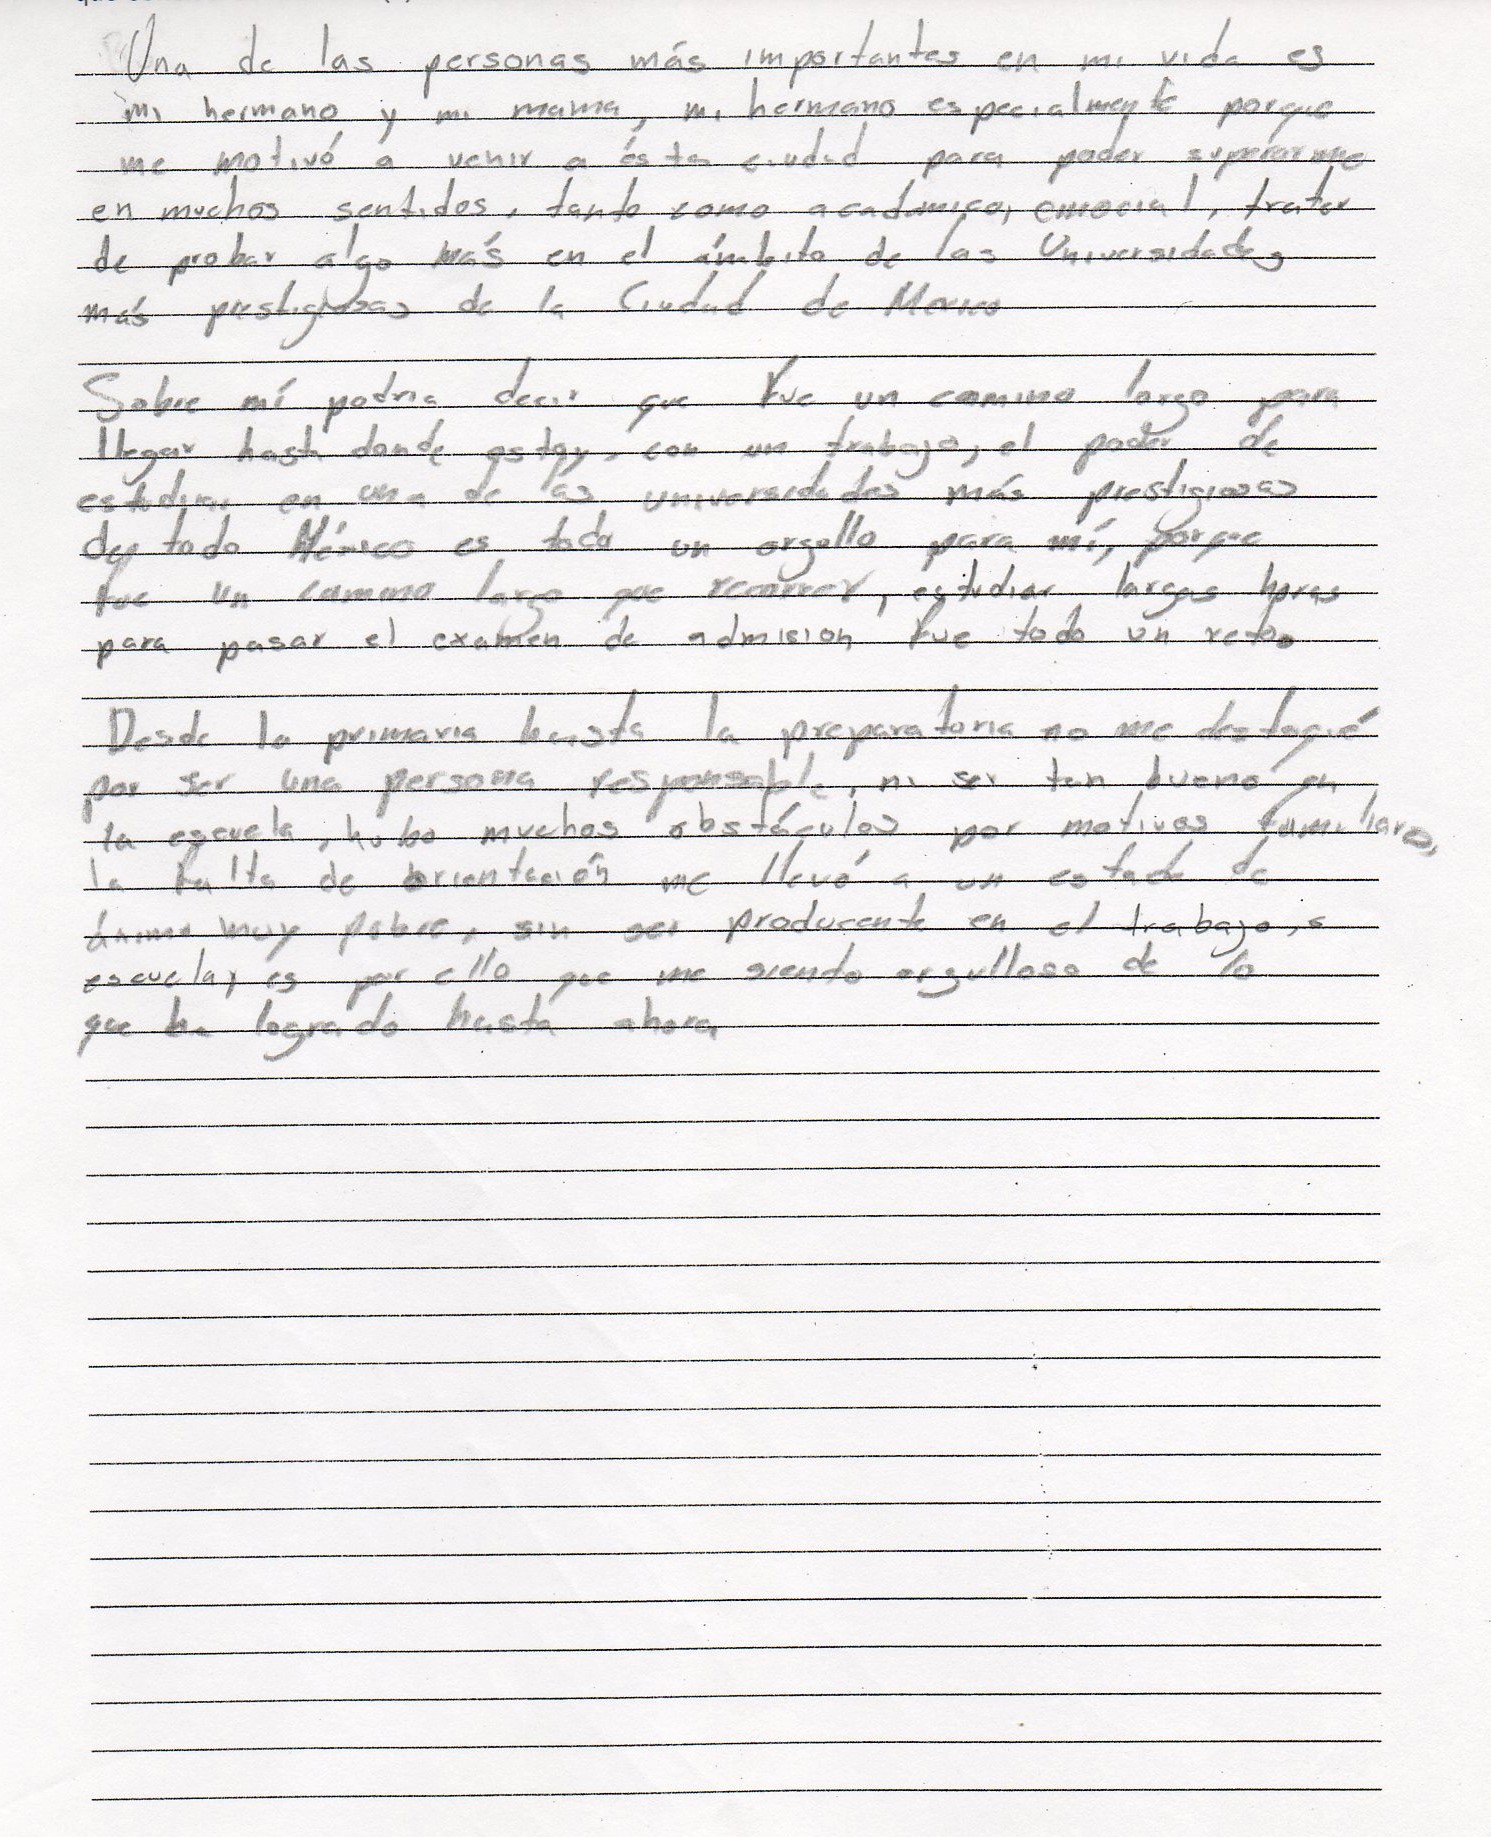 Una de las personas más importantes en mi vida es
mi hermano y mi mama, mi hermano especialmente porque
me motivó a venir a ésta ciudad para poder superarme
en muchos sentidos, tanto como academico, emocial, tratar
de probar algo más en el ámbito de las Universidades
más prestigiosas de la Ciudad de Mexico
Sobre mí podria decir que fue un camino largo para
llegar hasta donde estoy, con un trabajo, el poder de
estudiar en una de las universidades más prestigiosas
de todo México es todo un orgullo para mí, porque
fue un camino largo que recorrer, estudiar largas horas
para pasar el examen de admision fue todo un reto.
Desde la primaria hasta la preparatoria no me destaqué
por ser una persona responsable, ni ser tan bueno en
la escuela, hubo muchos obstáculos por motivos familiares,
la falta de orientación me llevó a un estado de
ánimo muy pobre, sin ser producente en el trabajo, o
escuela, es por ello que me siendo orgulloso de lo
que he logrado hasta ahora